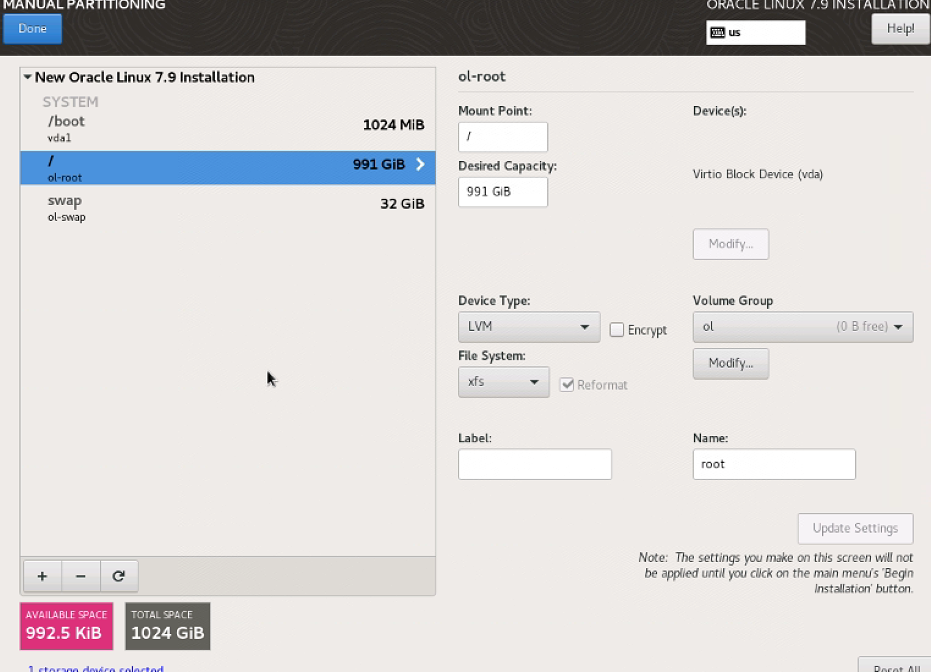 MANUAL PARTITIONING
ORACLE LINUX 7.9 INSTALLATION
Done
us
Help!
New Oracle Linux 7.9 Installation
SYSTEM
/boot
1024 MiB
vda1
/
991 GiB
ol-root
swap
32 GiB
ol-swap
ol-root
Mount Point:
Device(s):
/
Desired Capacity:
Virtio Block Device (vda)
991 GiB
Modify...
Device Type:
Volume Group
LVM
Encrypt
ol (0 B free)
File System:
Modify...
xfs
Reformat
Label:
Name:
root
Update Settings
Note: The settings you make on this screen will not
be applied until you click on the main menu's 'Begin
Installation' button.
+ −
AVAILABLE SPACE
992.5 KiB
TOTAL SPACE
1024 GiB
1 storage device selected
Reset All